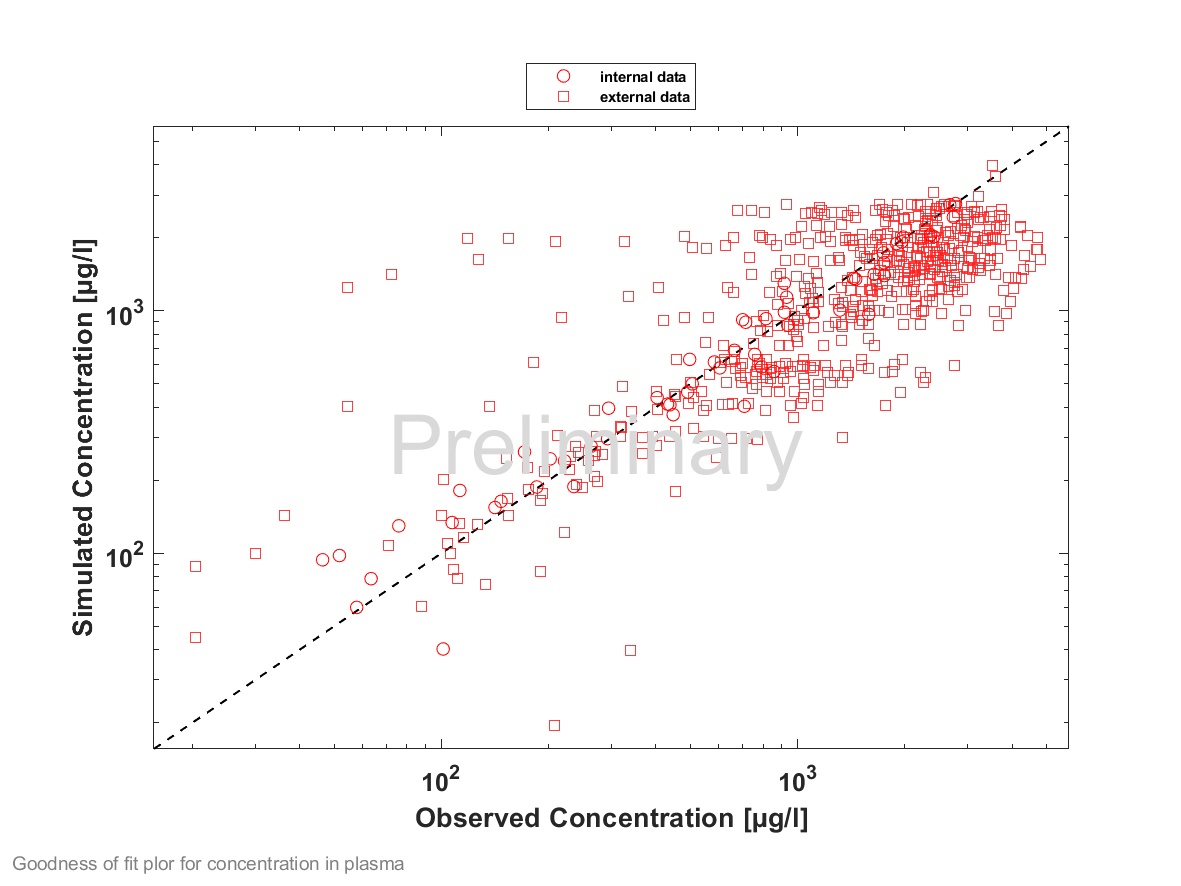 internal data
external data
Simulated Concentration [µg/l]
10³
10²
Preliminary
10² 10³
Observed Concentration [µg/l]
Goodness of fit plor for concentration in plasma